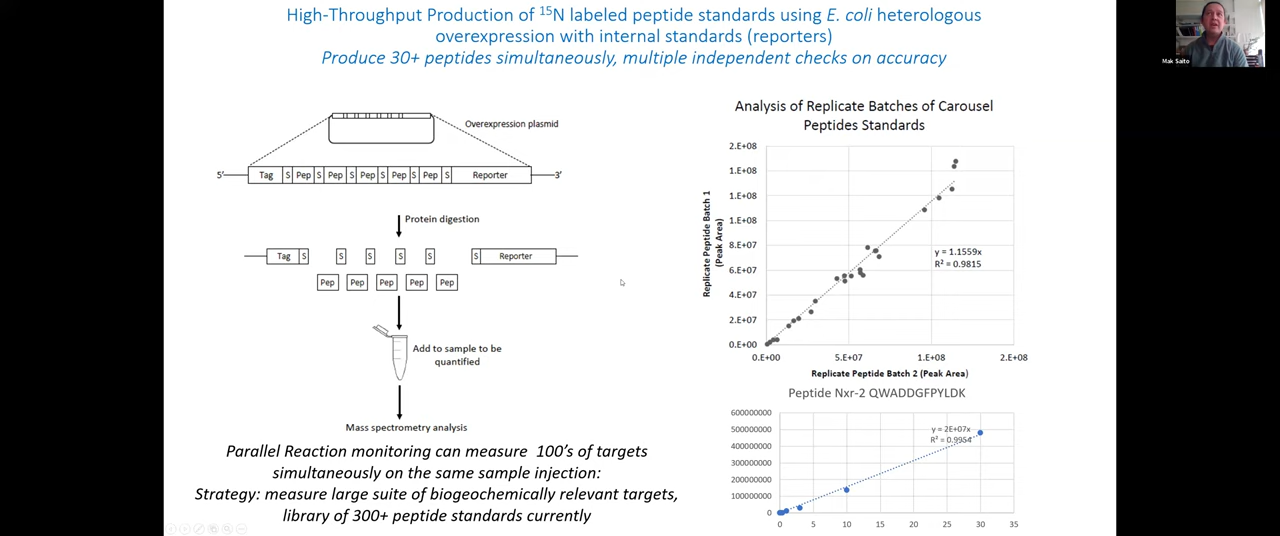 High-Throughput Production of ¹⁵N labeled peptide standards using E. coli heterologous
overexpression with internal standards (reporters)
Produce 30+ peptides simultaneously, multiple independent checks on accuracy
Mak Saito
Overexpression plasmid
5' Tag S Pep S Pep S Pep S Pep S Pep S Reporter 3'
Protein digestion
Tag S S S S S S Reporter
Pep Pep Pep Pep Pep
Add to sample to be
quantified
Mass spectrometry analysis
Parallel Reaction monitoring can measure 100's of targets
simultaneously on the same sample injection:
Strategy: measure large suite of biogeochemically relevant targets,
library of 300+ peptide standards currently
Analysis of Replicate Batches of Carousel
Peptides Standards
Replicate Peptide Batch 1
(Peak Area)
2.E+08
1.E+08
1.E+08
8.E+07
6.E+07
4.E+07
2.E+07
0.E+00
y = 1.1559x
R² = 0.9815
0.E+00 5.E+07 1.E+08 2.E+08
Replicate Peptide Batch 2 (Peak Area)
Peptide Nxr-2 QWADDGFPYLDK
600000000
500000000
400000000
300000000
200000000
100000000
0
y = 2E+07x
R² = 0.9954
0 5 10 15 20 25 30 35